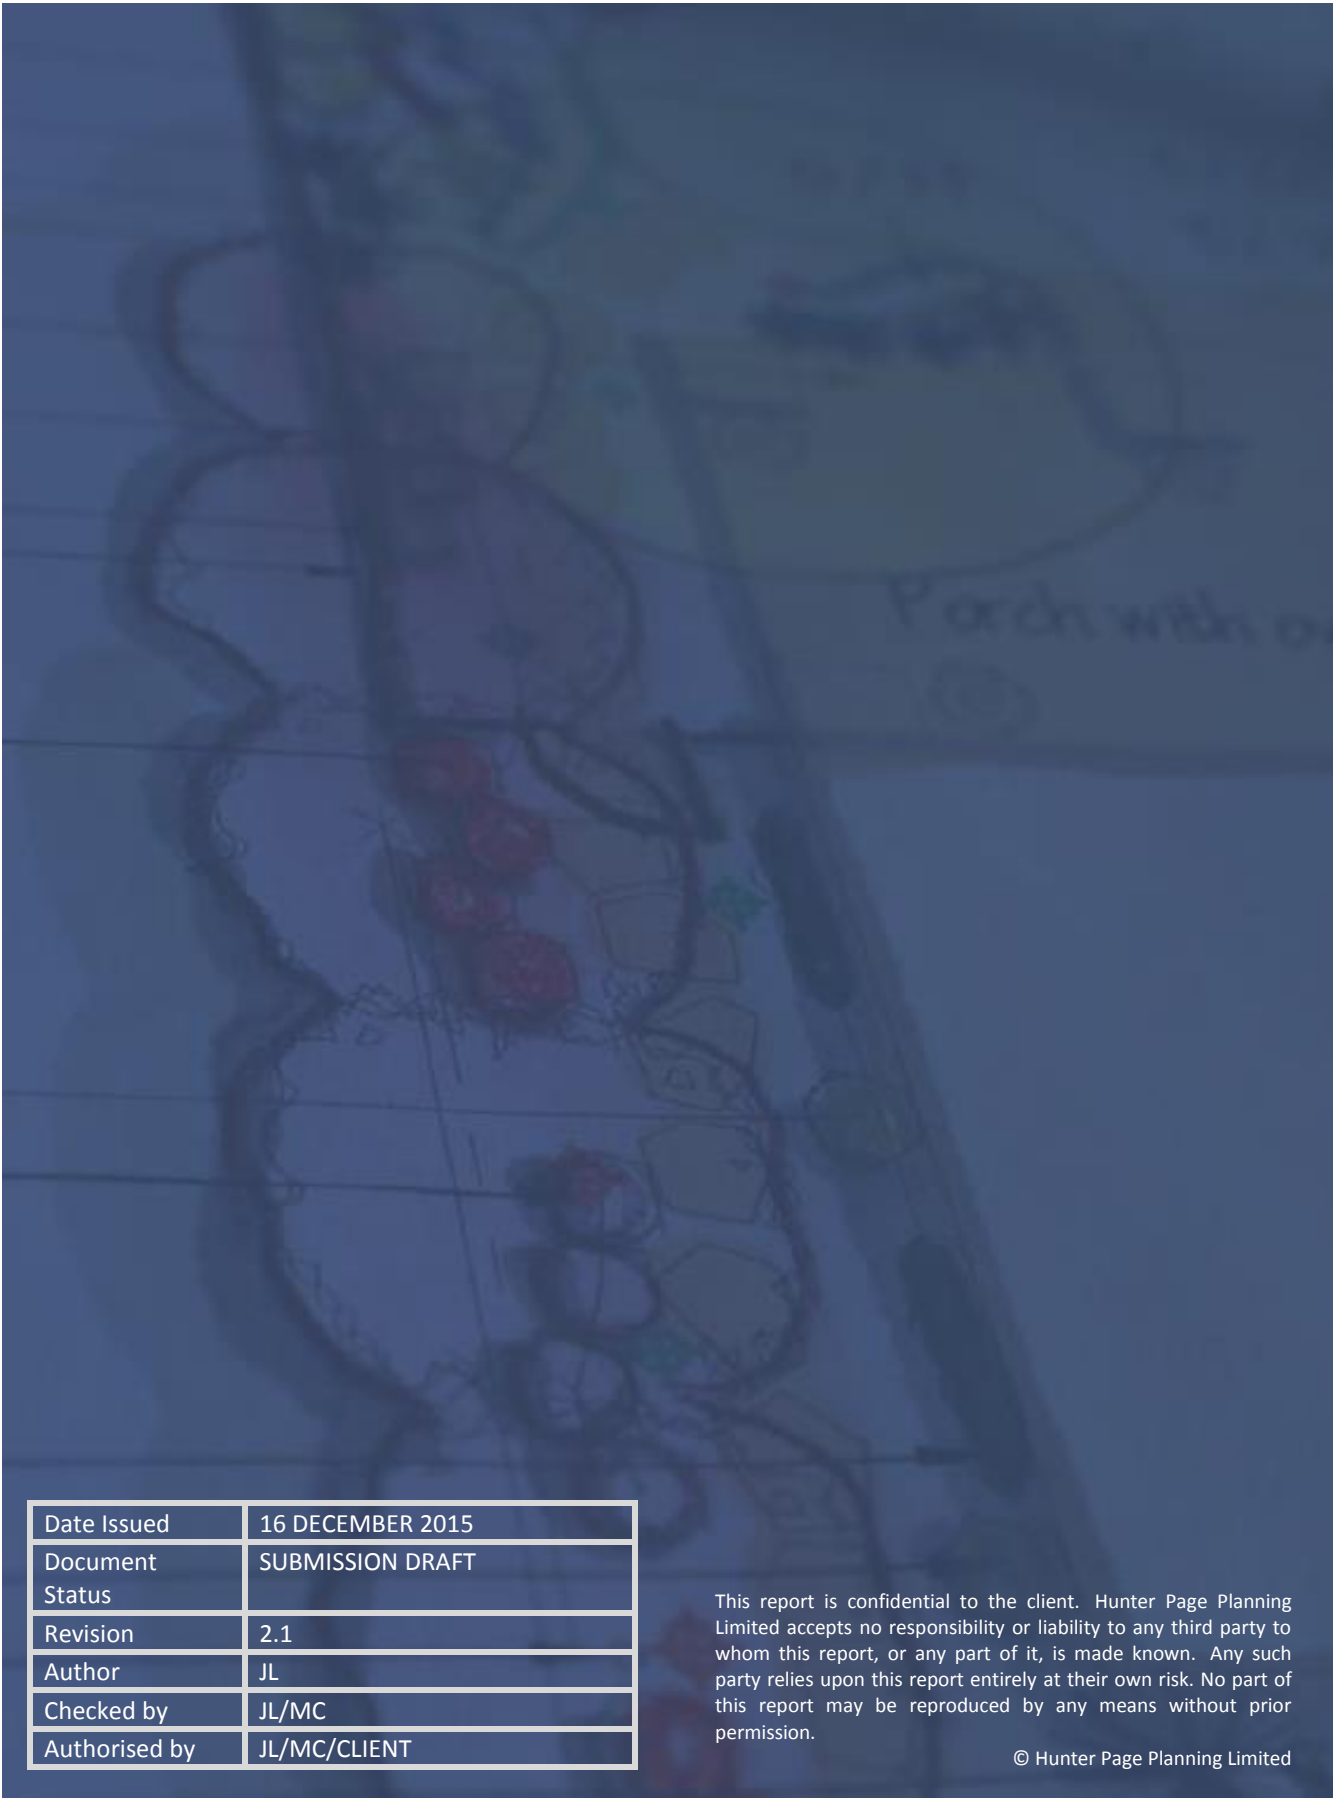 Porch with
Date Issued 16 DECEMBER 2015
Document SUBMISSION DRAFT
Status
Revision 2.1
Author JL
Checked by JL/MC
Authorised by JL/MC/CLIENT
This report is confidential to the client. Hunter Page Planning
Limited accepts no responsibility or liability to any third party to
whom this report, or any part of it, is made known. Any such
party relies upon this report entirely at their own risk. No part of
this report may be reproduced by any means without prior
permission.
© Hunter Page Planning Limited